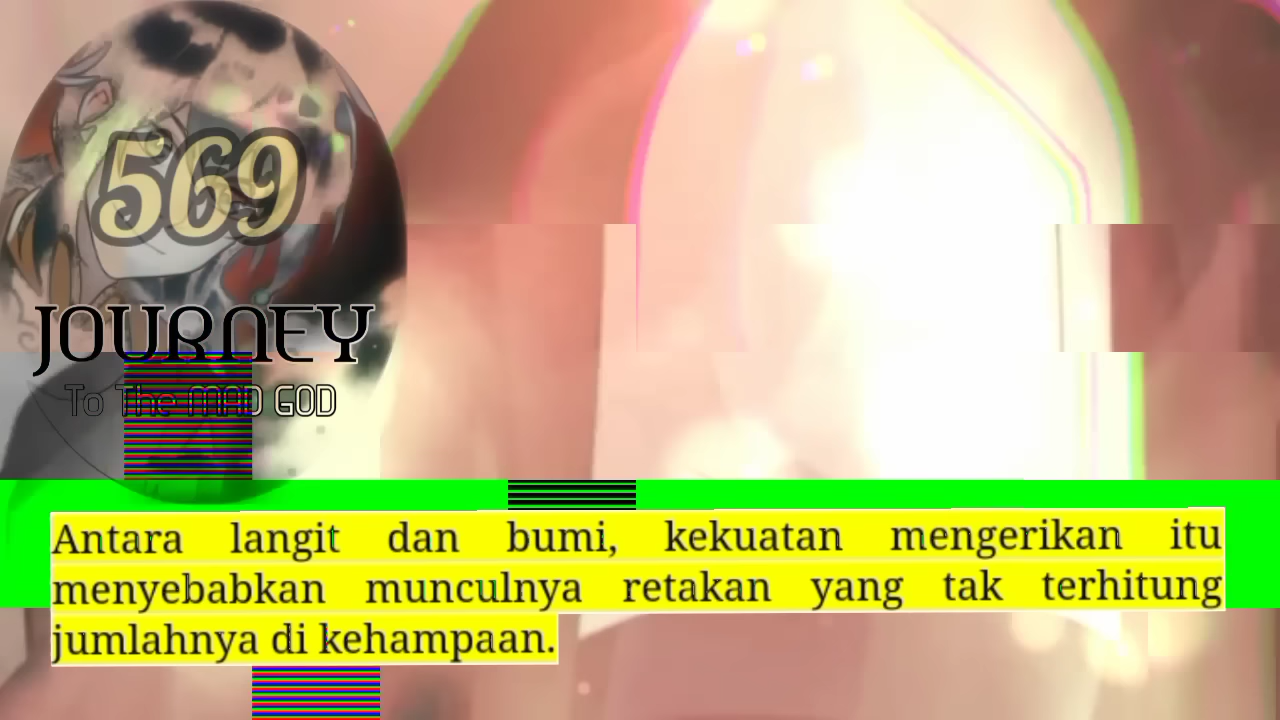 569
JOURNEY
To The MAD GOD
Antara langit dan bumi, kekuatan mengerikan itu
menyebabkan munculnya retakan yang tak terhitung
jumlahnya di kehampaan.